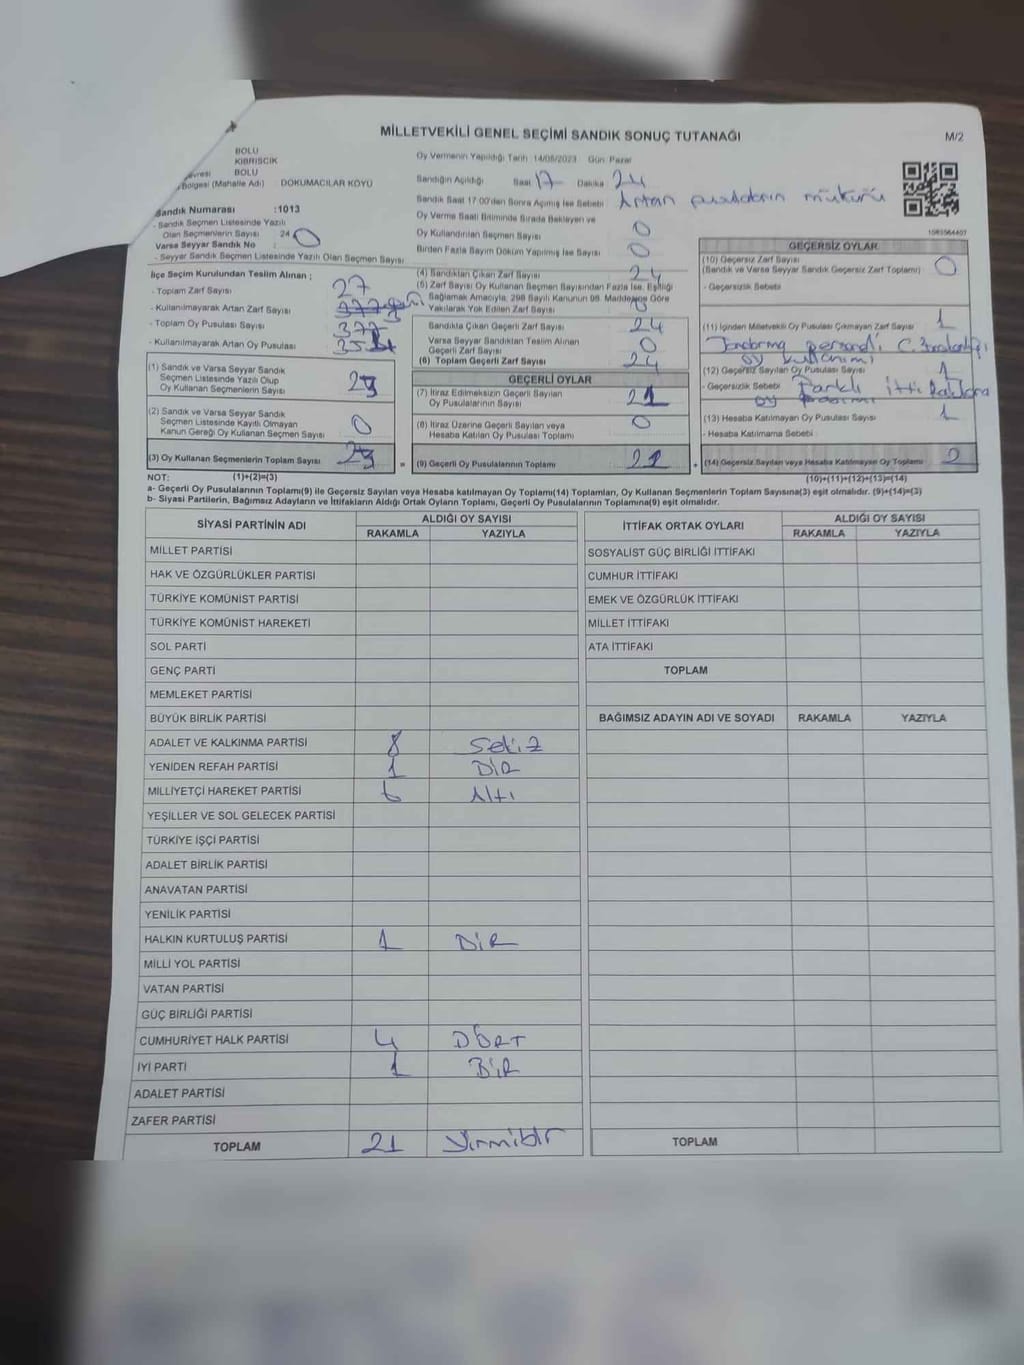 MİLLETVEKİLİ GENEL SEÇİMİ SANDIK SONUÇ TUTANAĞI
M/2
BOLU
KIBRISCIK
BOLU
Bölgesi (Mahalle Adı) : DOKUMACILAR KOYU
Sandık Numarası :1013
- Sandık Seçmen Listesinde Yazılı
Olan Seçmenlerin Sayısı 24
Varsa Seyyar Sandık No :
- Seyyar Sandık Seçmen Listesinde Yazılı Olan Seçmen Sayısı 0
Oy Vermenin Yapıldığı Tarih 14/05/2023 Gün Pazar
Sandığın Açıldığı Saat 17 Dakika 24
Sandık Saat 17.00'den Sonra Açımış İse Sebebi Artan pusulaların mühürü
Oy Verme Saati Bitiminde Sırada Bekleyen ve
Oy Kullandırılan Seçmen Sayısı 0
Birden Fazla Sayım Döküm Yapılmış İse Sayısı 0
1083064407
İlçe Seçim Kurulundan Teslim Alınan :
- Toplam Zarf Sayısı
- Kullanılmayarak Artan Zarf Sayısı
- Toplam Oy Pusulası Sayısı 377
- Kullanılmayarak Artan Oy Pusulası
(4) Sandıktan Çıkan Zarf Sayısı 24
(5) Zarf Sayısı Oy Kullanan Seçmen Sayısından Fazla İse, Eşitliği
Sağlamak Amacıyla, 298 Sayılı Kanunun 98. Maddesine Göre
Yakılarak Yok Edilen Zarf Sayısı 0
Sandıkta Çıkan Geçerli Zarf Sayısı 24
Varsa Seyyar Sandıktan Teslim Alınan
Geçerli Zarf Sayısı 0
(6) Toplam Geçerli Zarf Sayısı 24
GEÇERSİZ OYLAR
(10) Geçersiz Zarf Sayısı
(Sandık ve Varsa Seyyar Sandık Geçersiz Zarf Toplamı) 0
- Geçersizlik Sebebi
(11) İçinden Milletvekili Oy Pusulası Çıkmayan Zarf Sayısı 1
Jandarma personeli
oy kullanımı
(12) Geçersiz Sayılan Oy Pusulası Sayısı 1
- Geçersizlik Sebebi Farklı ittifaklara
oy
(13) Hesaba Katılmayan Oy Pusulası Sayısı 1
- Hesaba Katılmama Sebebi
(14) Geçersiz Sayılan veya Hesaba Katılmayan Oy Toplamı 2
(10)+(11)+(12)+(13)=(14)
(1) Sandık ve Varsa Seyyar Sandık
Seçmen Listesinde Yazılı Olup
Oy Kullanan Seçmenlerin Sayısı
(2) Sandık ve Varsa Seyyar Sandık
Seçmen Listesinde Kayıtlı Olmayan
Kanun Gereği Oy Kullanan Seçmen Sayısı 0
(3) Oy Kullanan Seçmenlerin Toplam Sayısı
GEÇERLİ OYLAR
(7) İtiraz Edilmeksizin Geçerli Sayılan
Oy Pusulalarının Sayısı 21
(8) İtiraz Üzerine Geçerli Sayılan veya
Hesaba Katılan Oy Pusulası Toplamı 0
(9) Geçerli Oy Pusulalarının Toplamı 21
NOT: (1)+(2)=(3)
a- Geçerli Oy Pusulalarının Toplamı(9) ile Geçersiz Sayılan veya Hesaba katılmayan Oy Toplamı(14) Toplamları, Oy Kullanan Seçmenlerin Toplam Sayısına(3) eşit olmalıdır. (9)+(14)=(3)
b- Siyasi Partilerin, Bağımsız Adayların ve İttifakların Aldığı Ortak Oyların Toplamı, Geçerli Oy Pusulalarının Toplamına(9) eşit olmalıdır.
SİYASİ PARTİNİN ADI ALDIĞI OY SAYISI
RAKAMLA YAZIYLA
MİLLET PARTİSİ
HAK VE ÖZGÜRLÜKLER PARTİSİ
TÜRKİYE KOMÜNİST PARTİSİ
TÜRKİYE KOMÜNİST HAREKETİ
SOL PARTİ
GENÇ PARTİ
MEMLEKET PARTİSİ
BÜYÜK BİRLİK PARTİSİ
ADALET VE KALKINMA PARTİSİ 8 Sekiz
YENİDEN REFAH PARTİSİ 1 BİR
MİLLİYETÇİ HAREKET PARTİSİ 6 Altı
YEŞİLLER VE SOL GELECEK PARTİSİ
TÜRKİYE İŞÇİ PARTİSİ
ADALET BİRLİK PARTİSİ
ANAVATAN PARTİSİ
YENİLİK PARTİSİ
HALKIN KURTULUŞ PARTİSİ 1 BİR
MİLLİ YOL PARTİSİ
VATAN PARTİSİ
GÜÇ BİRLİĞİ PARTİSİ
CUMHURİYET HALK PARTİSİ 4 DÖRT
İYİ PARTİ 1 BİR
ADALET PARTİSİ
ZAFER PARTİSİ
TOPLAM 21 Yirmibir
İTTİFAK ORTAK OYLARI ALDIĞI OY SAYISI
RAKAMLA YAZIYLA
SOSYALİST GÜÇ BİRLİĞİ İTTİFAKI
CUMHUR İTTİFAKI
EMEK VE ÖZGÜRLÜK İTTİFAKI
MİLLET İTTİFAKI
ATA İTTİFAKI
TOPLAM
BAĞIMSIZ ADAYIN ADI VE SOYADI RAKAMLA YAZIYLA
TOPLAM